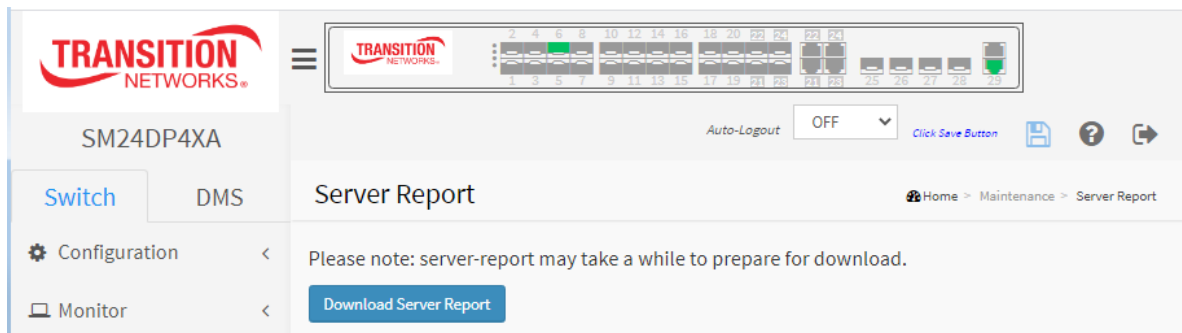 TRANSITION
NETWORKS®
TRANSITION
NETWORKS
2 4 6 8 10 12 14 16 18 20 22 24 22 24
1 3 5 7 9 11 13 15 17 19 21 23 21 23 25 26 27 28 29
SM24DP4XA
Auto-Logout OFF Click Save Button
Switch DMS
Server Report
Home > Maintenance > Server Report
Configuration <
Please note: server-report may take a while to prepare for download.
Monitor <
Download Server Report